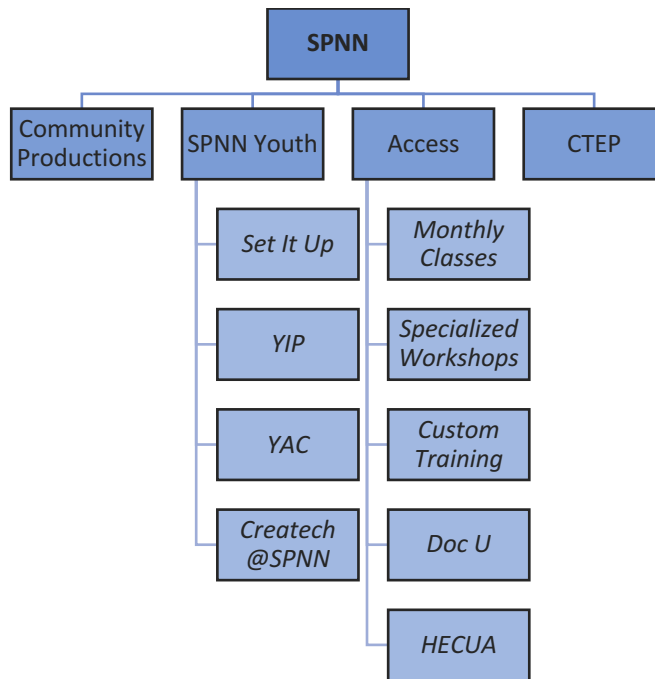 SPNN
Community
Productions
SPNN Youth
Access
CTEP
Set It Up
YIP
YAC
Createch
@SPNN
Monthly
Classes
Specialized
Workshops
Custom
Training
Doc U
HECUA